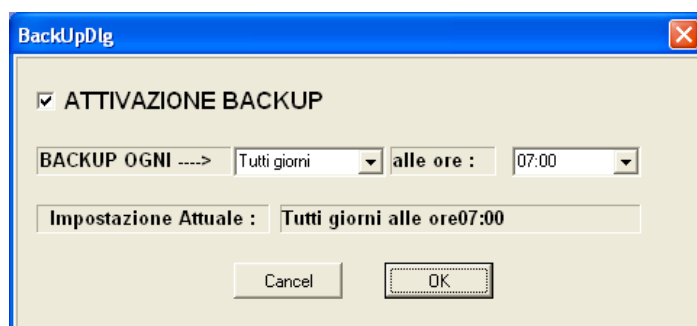 BackUpDlg
ATTIVAZIONE BACKUP
BACKUP OGNI ----> Tutti giorni alle ore : 07:00
Impostazione Attuale : Tutti giorni alle ore07:00
Cancel OK